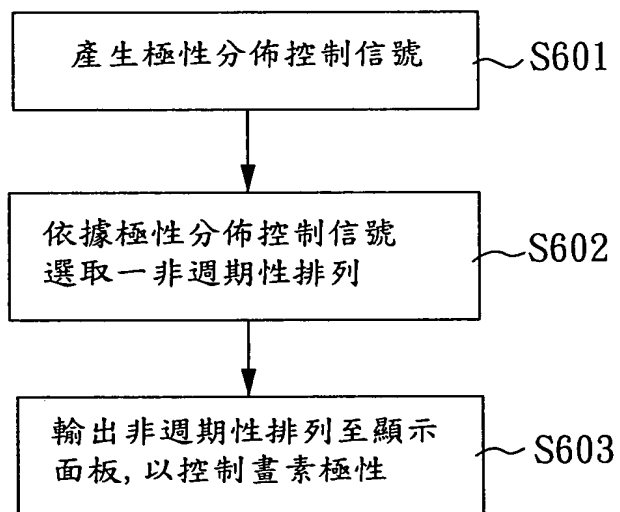 產生極性分佈控制信號
S601
依據極性分佈控制信號
選取一非週期性排列
S602
輸出非週期性排列至顯示
面板,以控制畫素極性
S603